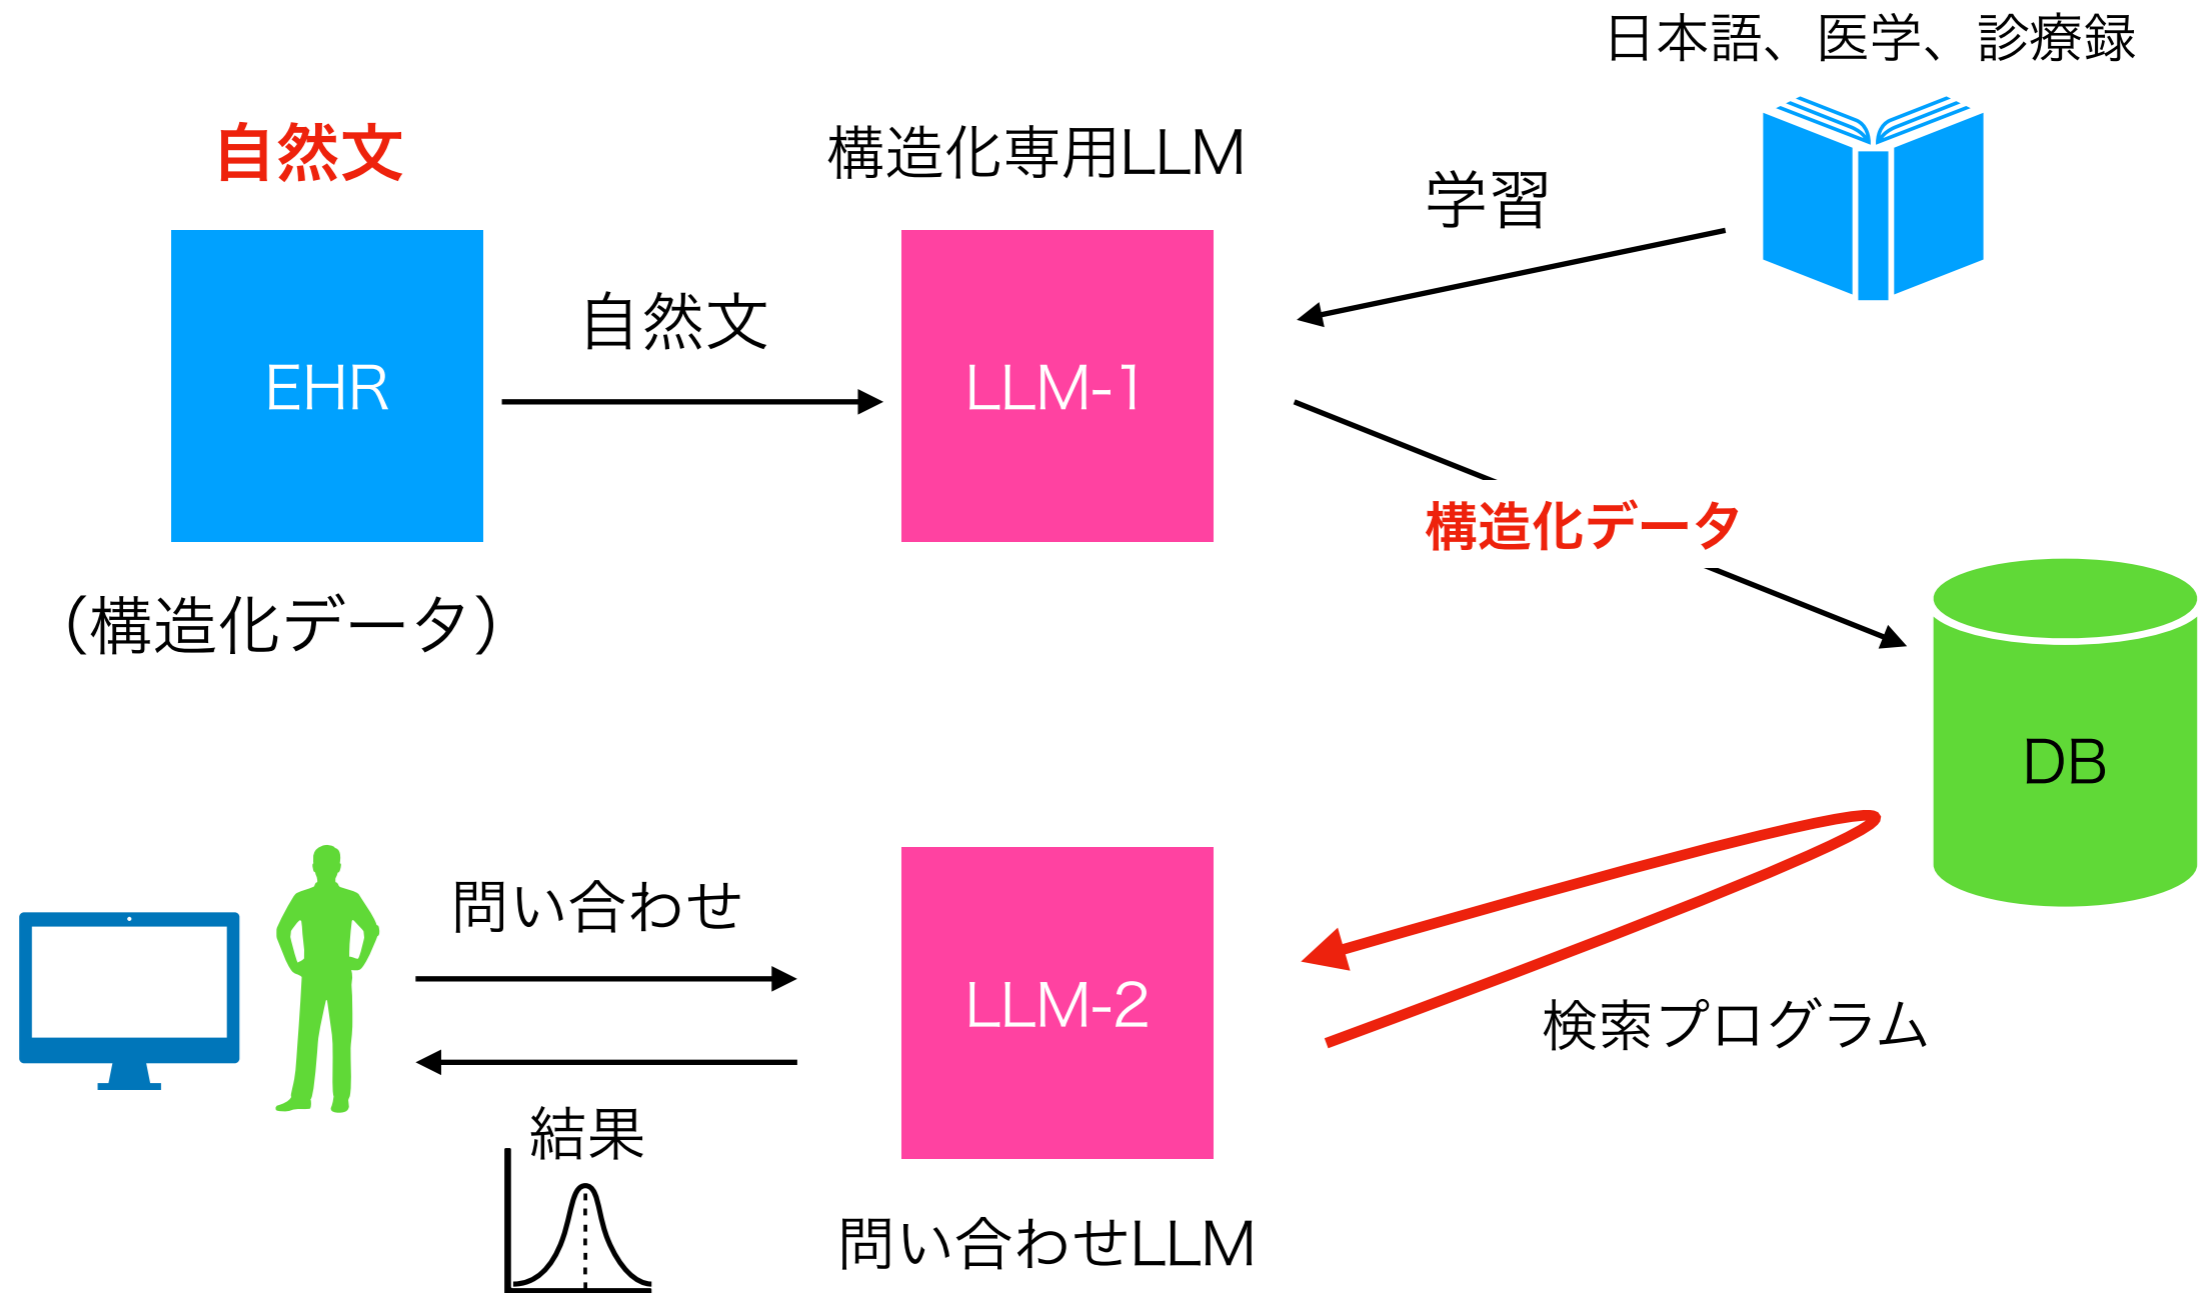 日本語、医学、診療録
自然文
構造化専用LLM
学習
自然文
EHR
LLM-1
構造化データ
（構造化データ）
DB
問い合わせ
LLM-2
検索プログラム
結果
問い合わせLLM